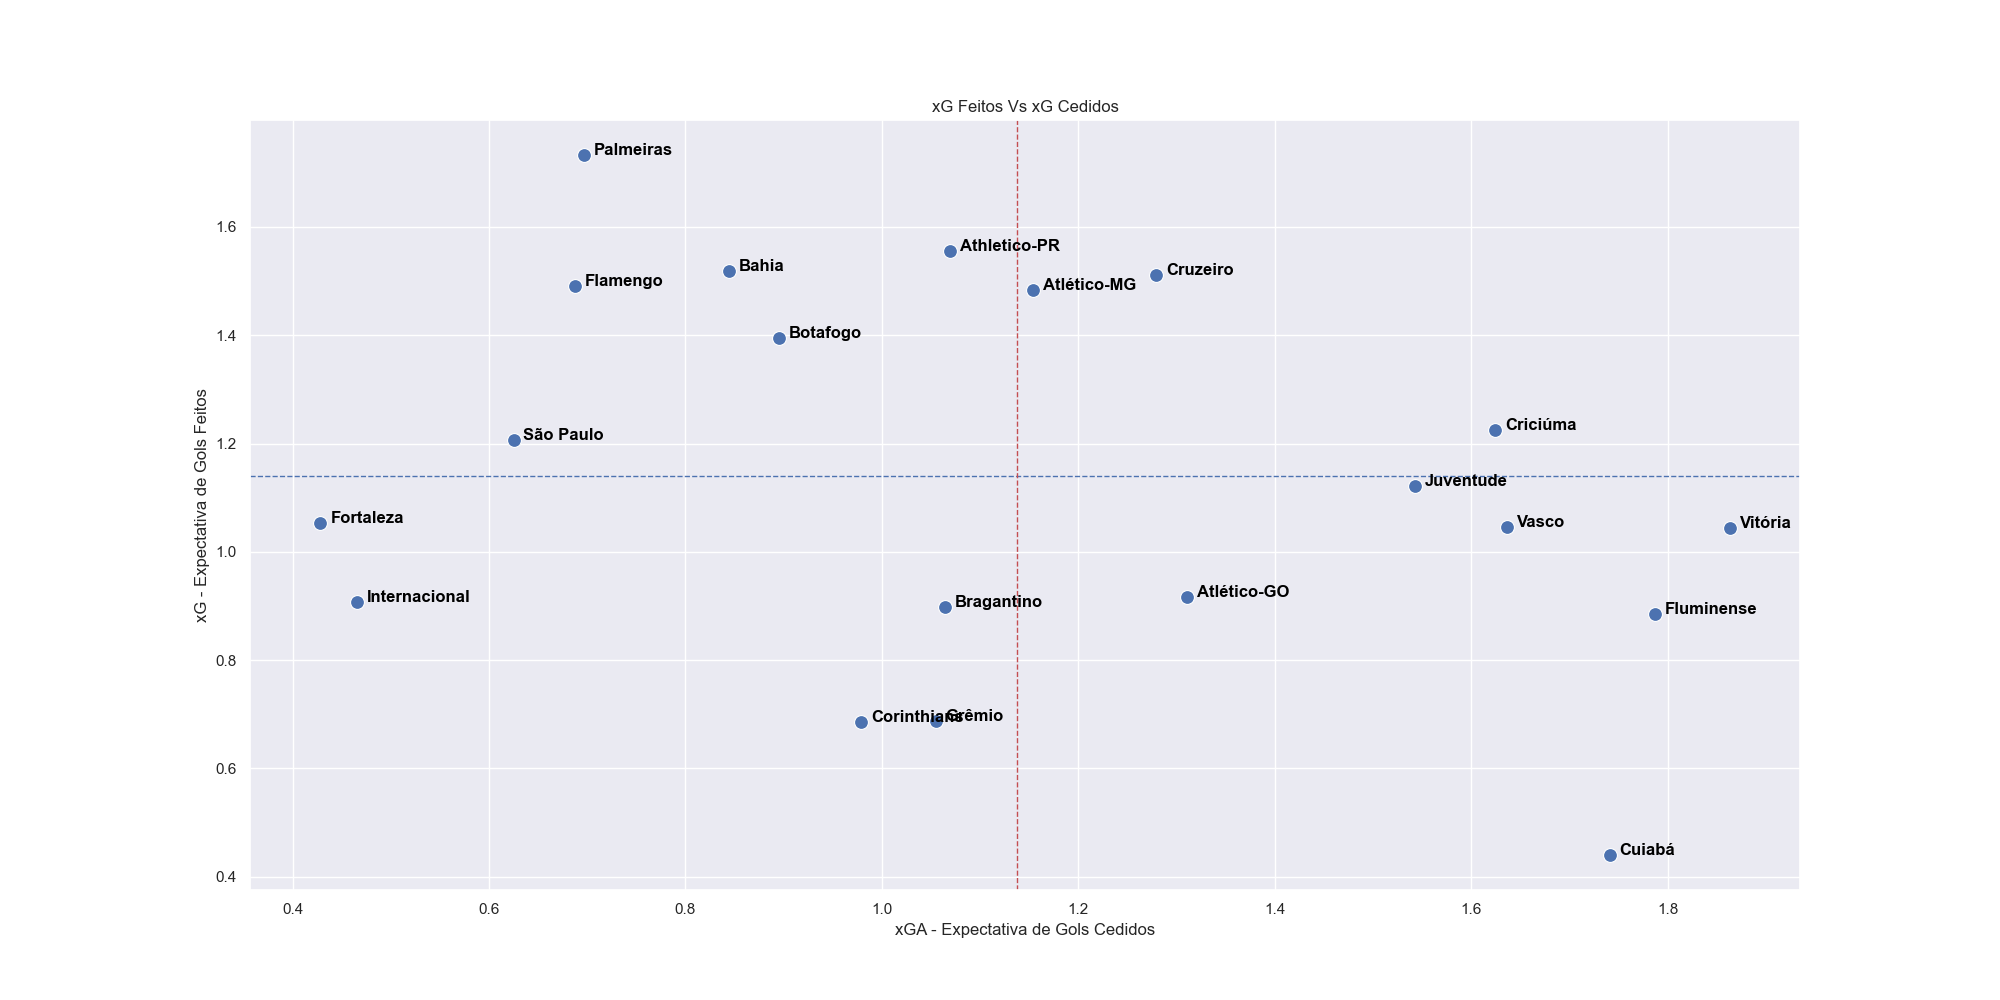 xG Feitos Vs xG Cedidos
Palmeiras
1.6
Athletico-PR
Bahia
Cruzeiro
Flamengo
Atlético-MG
1.4
Botafogo
1.2
São Paulo
Criciúma
Juventude
Fortaleza
Vasco
Vitória
1.0
Internacional
Bragantino
Atlético-GO
Fluminense
0.8
Corinthians
Grêmio
0.6
Cuiabá
0.4
xG - Expectativa de Gols Feitos
0.4 0.6 0.8 1.0 1.2 1.4 1.6 1.8
xGA - Expectativa de Gols Cedidos